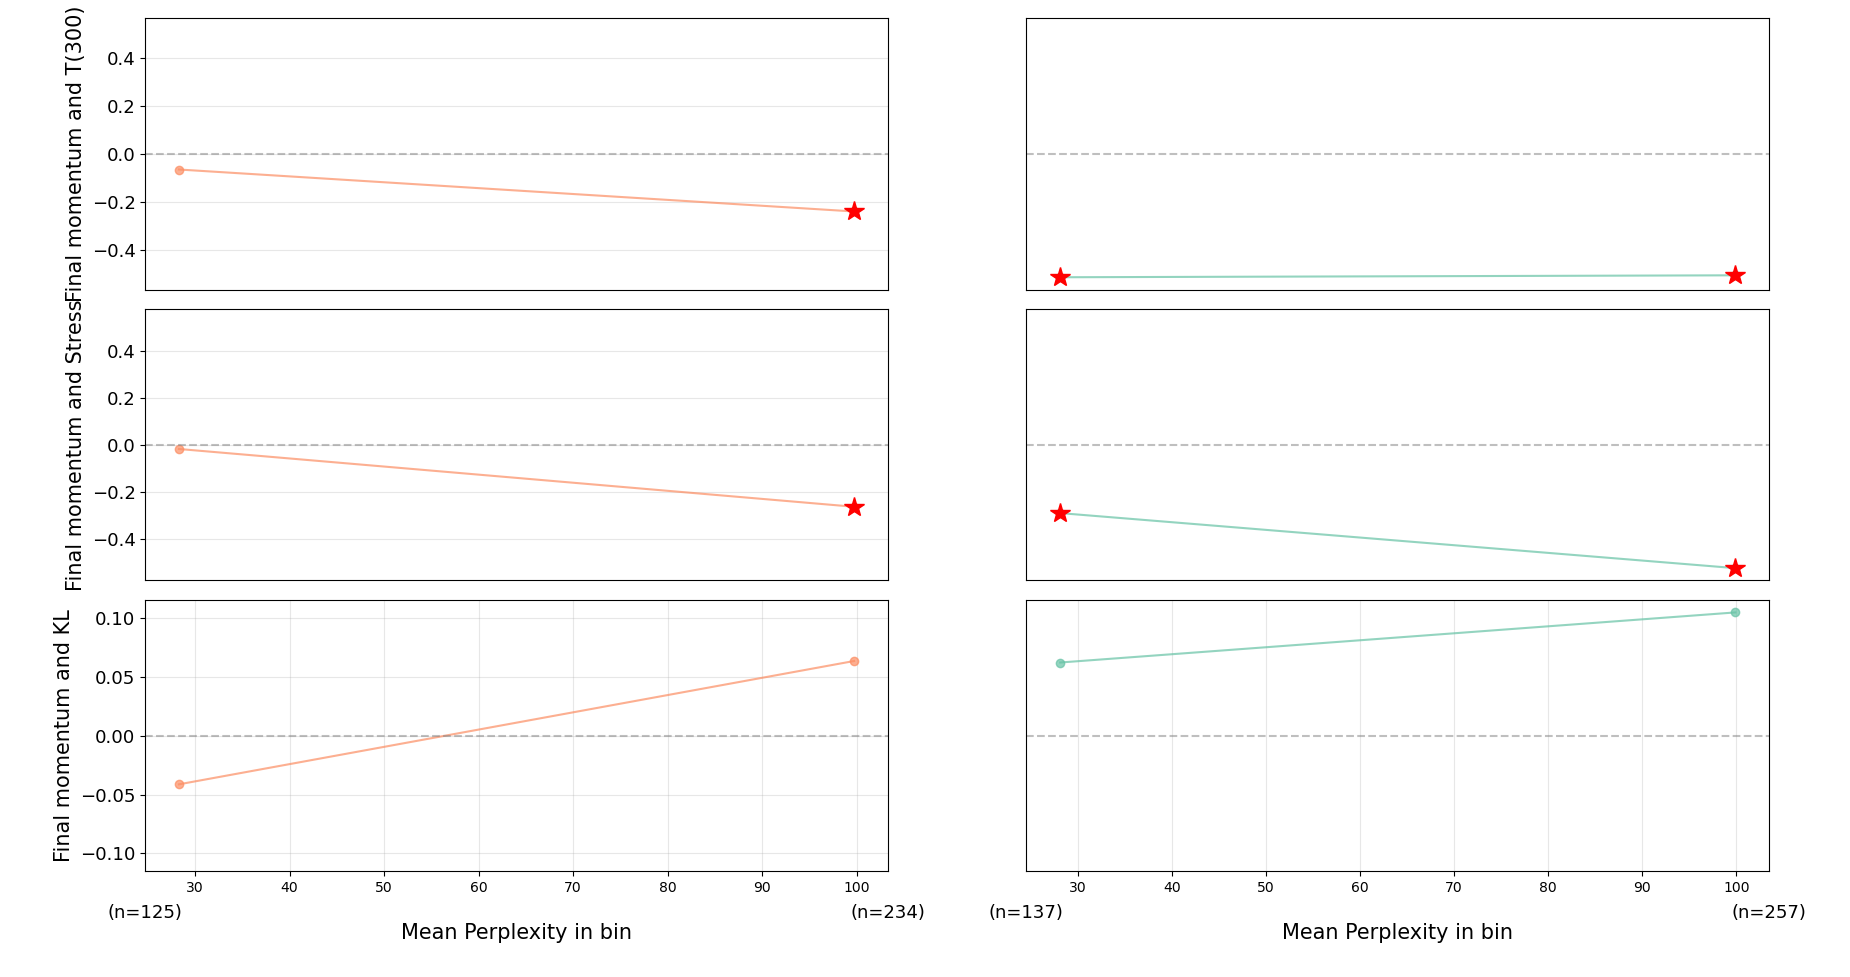 Final momentum and T(300)
0.4
0.2
0.0
−0.2
−0.4
Final momentum and Stress
0.4
0.2
0.0
−0.2
−0.4
Final momentum and KL
0.10
0.05
0.00
−0.05
−0.10
30 40 50 60 70 80 90 100
(n=125) (n=234)
Mean Perplexity in bin
30 40 50 60 70 80 90 100
(n=137) (n=257)
Mean Perplexity in bin